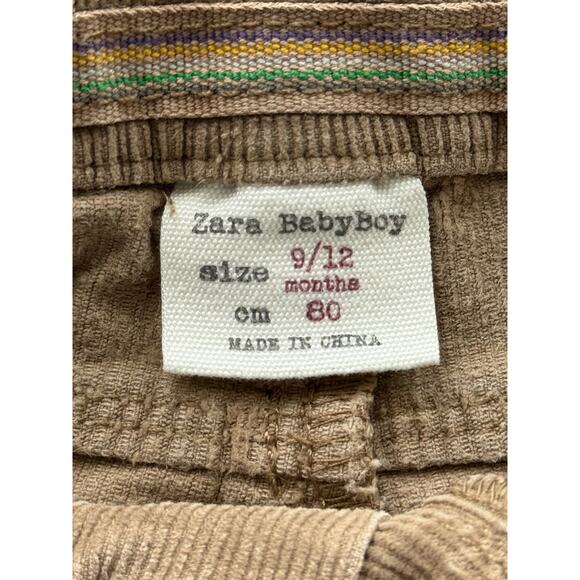 Zara BabyBoy
size 9/12
months
cm 80
MADE IN CHINA